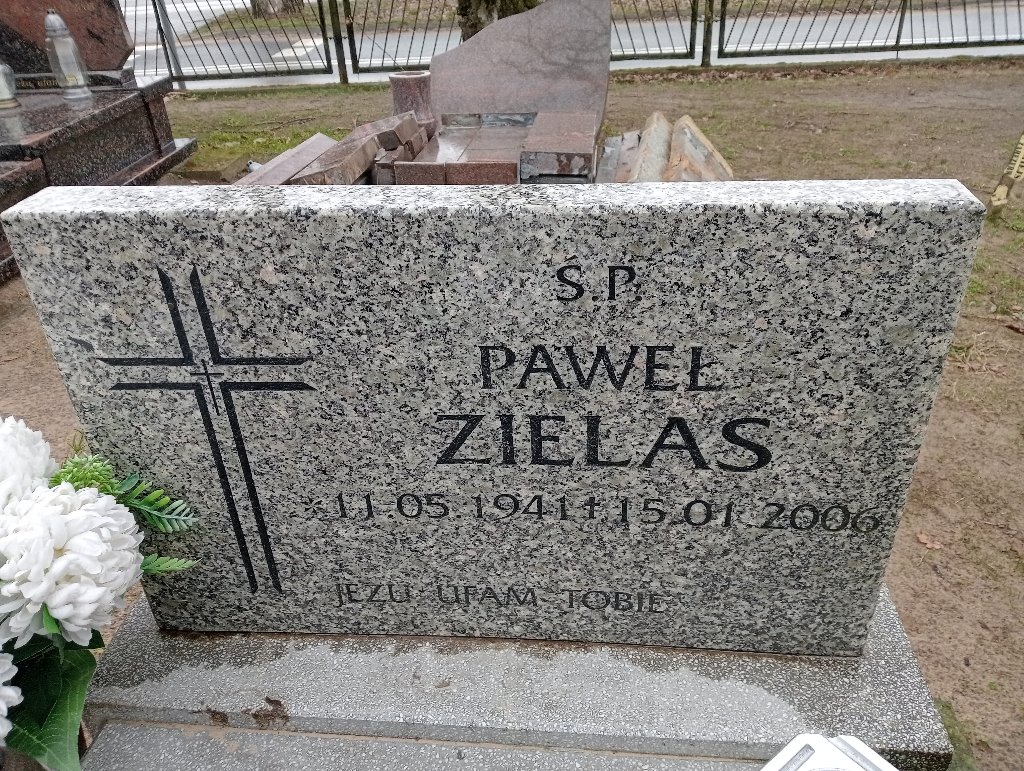 Ś.P.
PAWEŁ
ZIELAS
*11-05 1941 † 15.01 2006
JEZU UFAM TOBIE